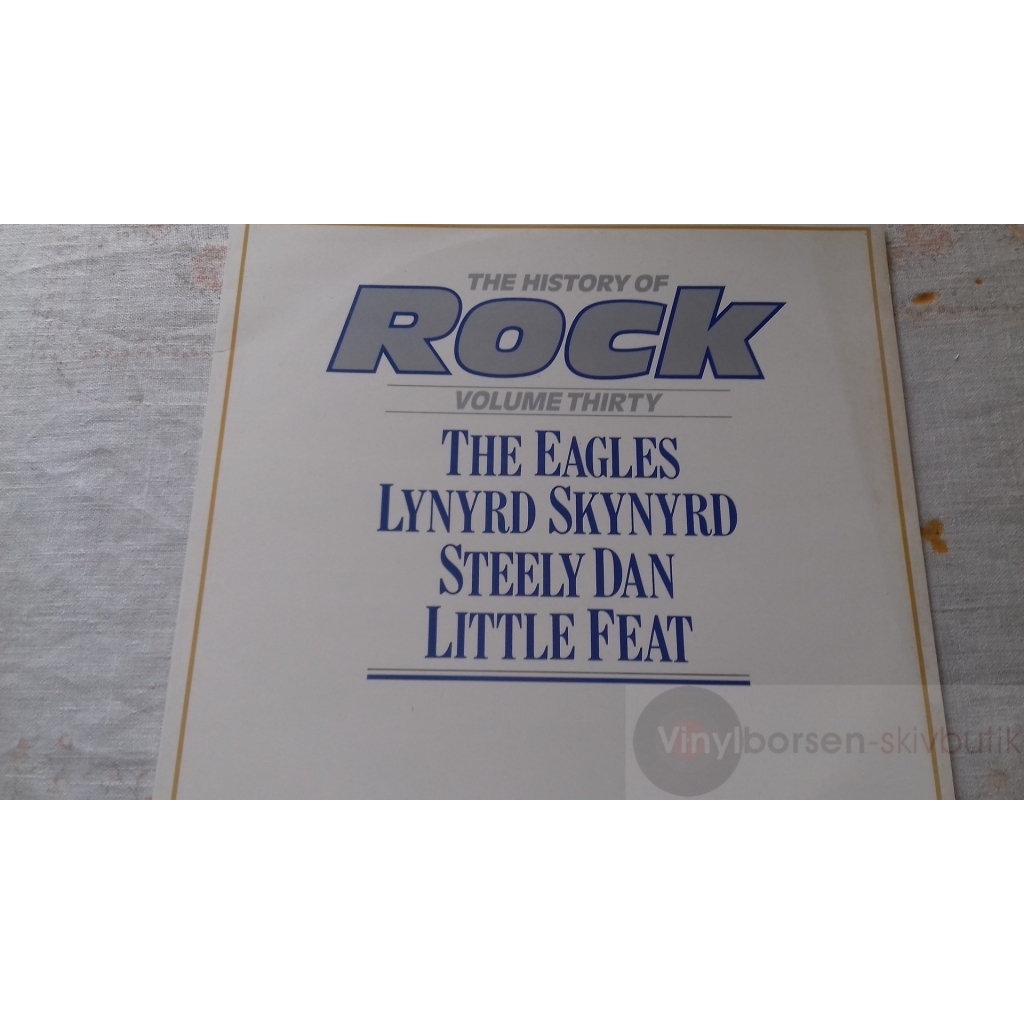 THE HISTORY OF
ROCK
VOLUME THIRTY
THE EAGLES
LYNYRD SKYNYRD
STEELY DAN
LITTLE FEAT
Vinylborsen-skivbutik